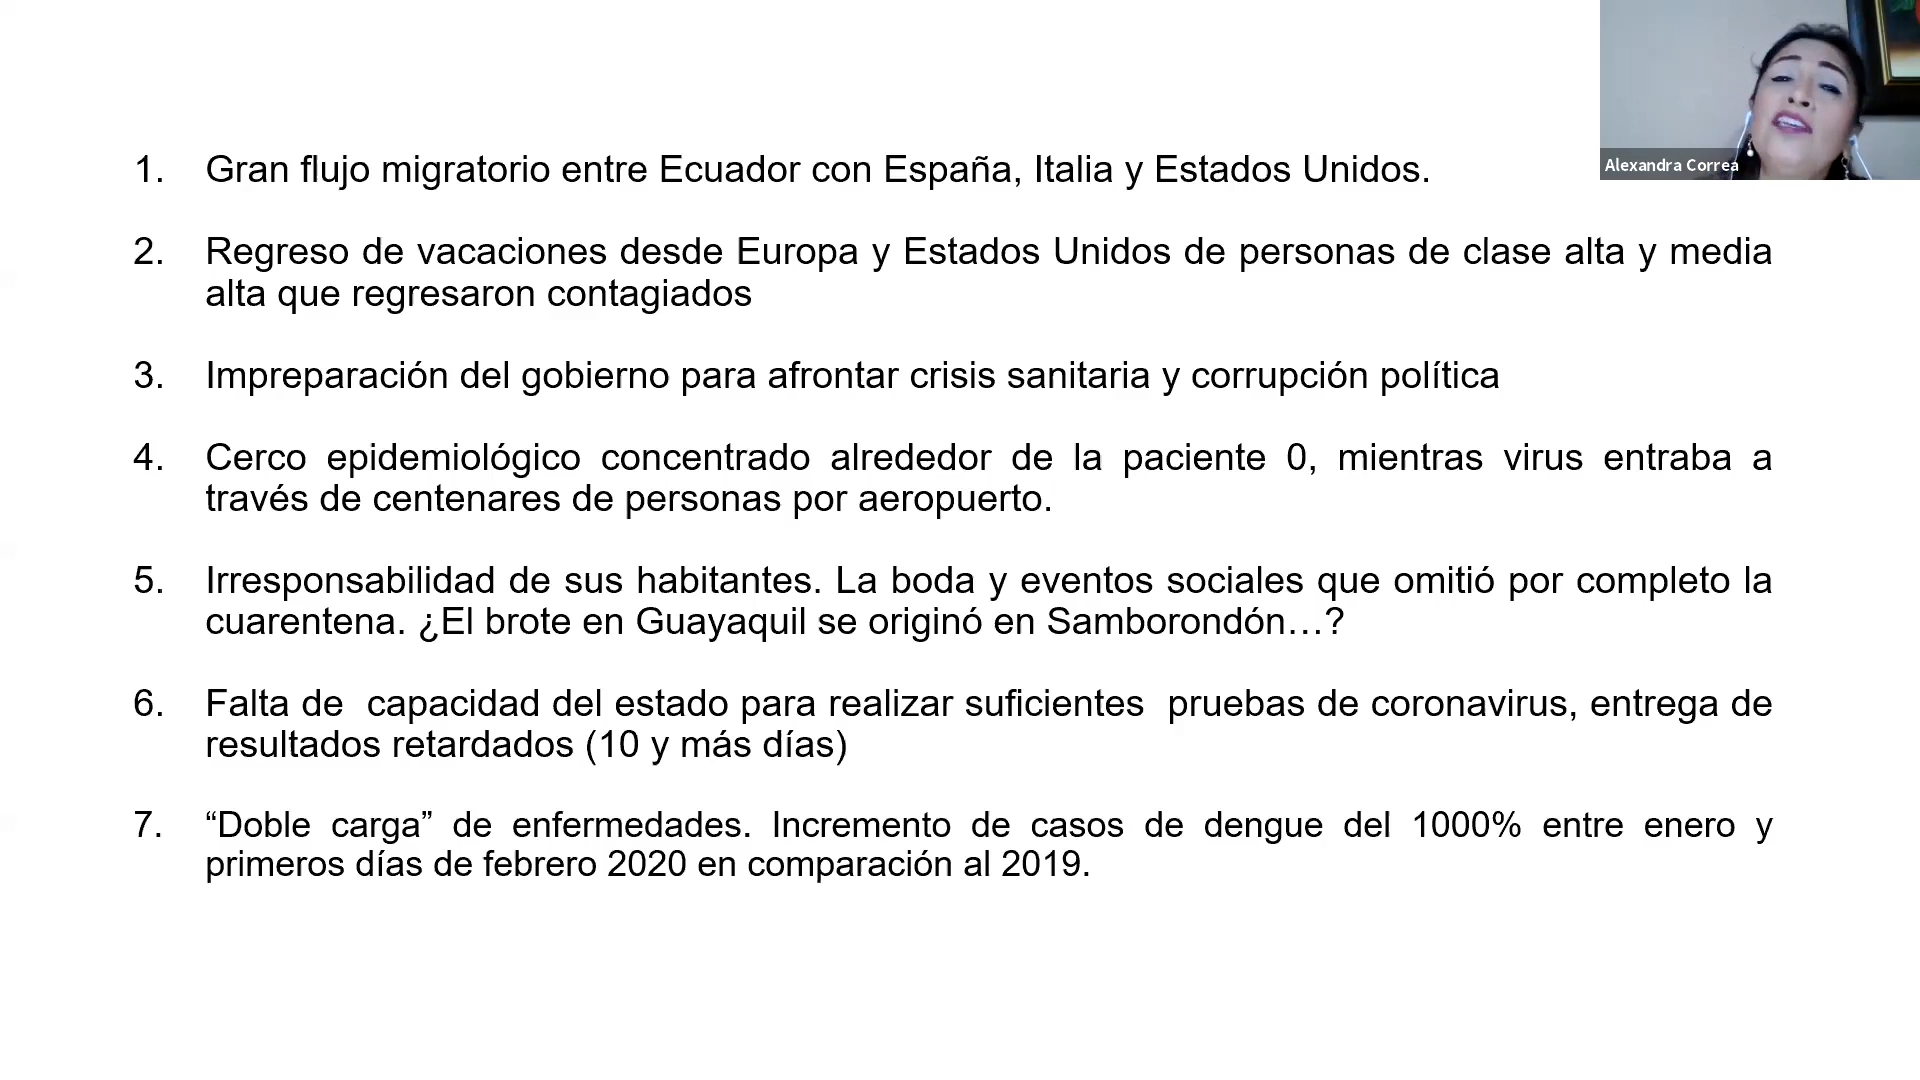 Alexandra Correa
1. Gran flujo migratorio entre Ecuador con España, Italia y Estados Unidos.
2. Regreso de vacaciones desde Europa y Estados Unidos de personas de clase alta y media
alta que regresaron contagiados
3. Impreparación del gobierno para afrontar crisis sanitaria y corrupción política
4. Cerco epidemiológico concentrado alrededor de la paciente 0, mientras virus entraba a
través de centenares de personas por aeropuerto.
5. Irresponsabilidad de sus habitantes. La boda y eventos sociales que omitió por completo la
cuarentena. ¿El brote en Guayaquil se originó en Samborondón…?
6. Falta de  capacidad del estado para realizar suficientes  pruebas de coronavirus, entrega de
resultados retardados (10 y más días)
7. “Doble carga” de enfermedades. Incremento de casos de dengue del 1000% entre enero y
primeros días de febrero 2020 en comparación al 2019.